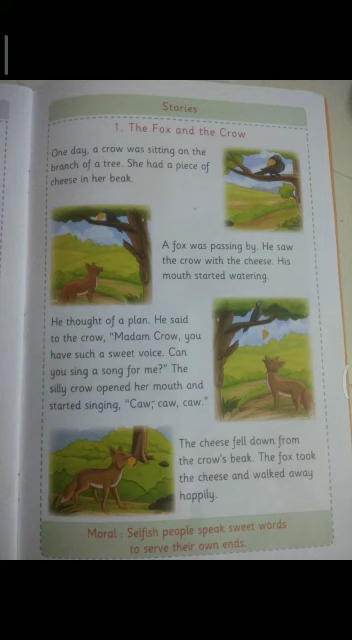 Stories
1. The Fox and the Crow
One day, a crow was sitting on the
branch of a tree. She had a piece of
cheese in her beak.
A fox was passing by. He saw
the crow with the cheese. His
mouth started watering.
He thought of a plan. He said
to the crow, “Madam Crow, you
have such a sweet voice. Can
you sing a song for me?” The
silly crow opened her mouth and
started singing, “Caw, caw, caw.”
The cheese fell down from
the crow's beak. The fox took
the cheese and walked away
happily.
Moral : Selfish people speak sweet words
to serve their own ends.